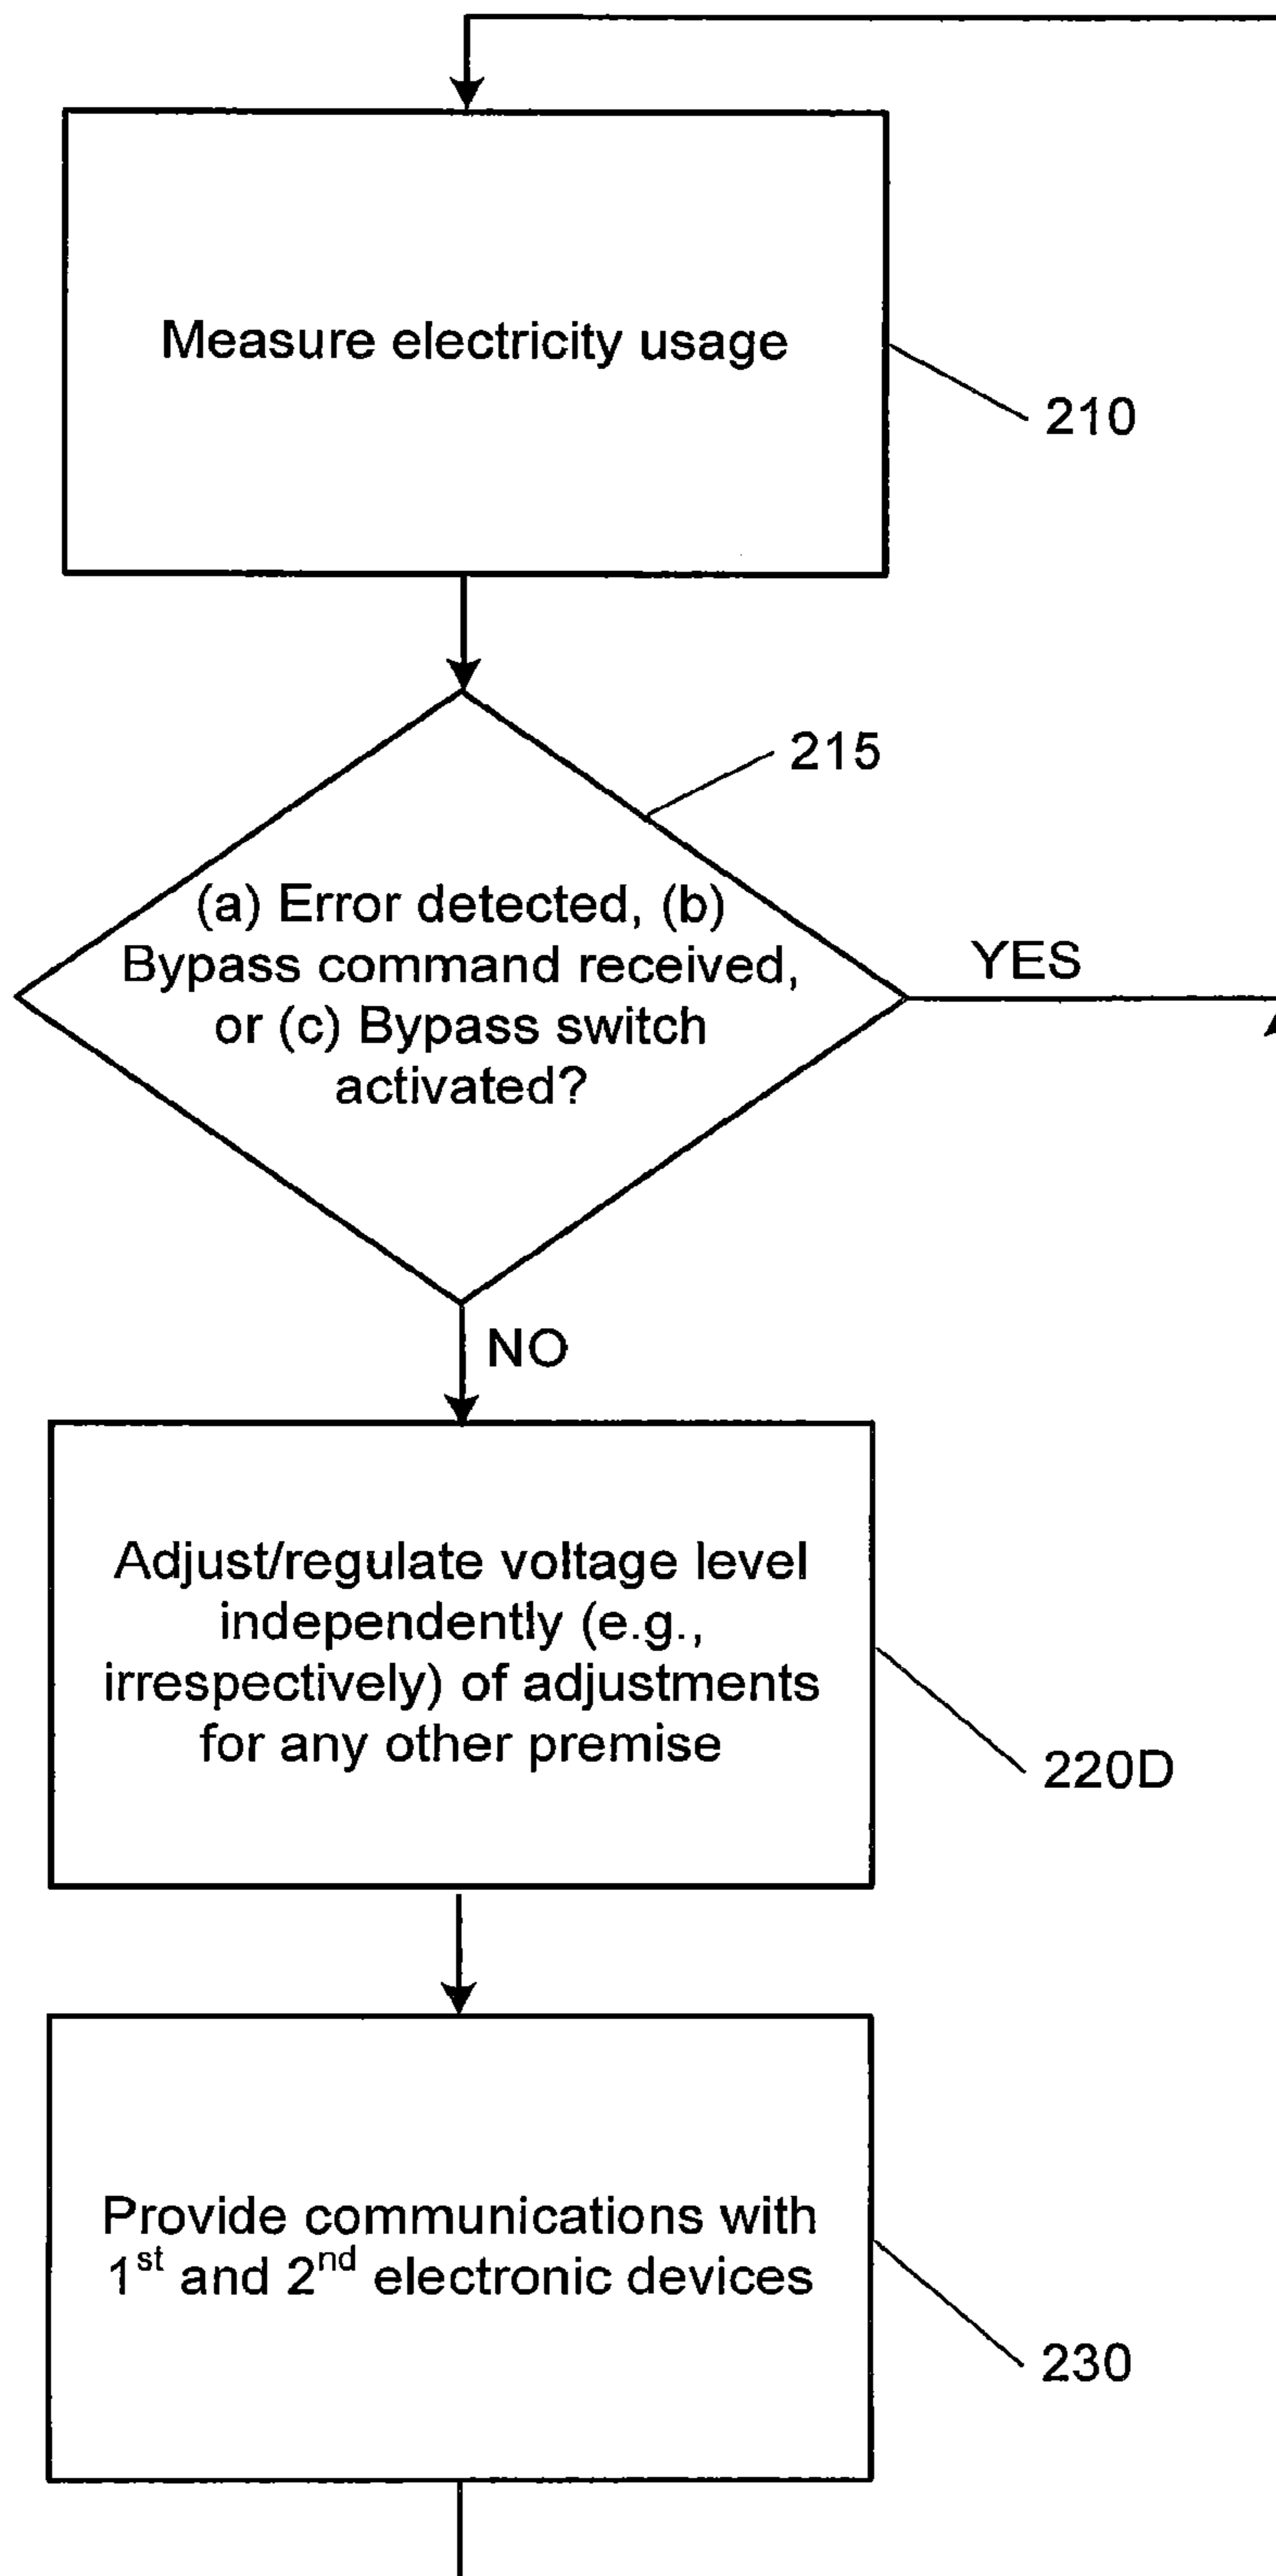 Measure electricity usage
210
215
(a) Error detected, (b)
Bypass command received,
or (c) Bypass switch
activated?
YES
NO
Adjust/regulate voltage level
independently (e.g.,
irrespectively) of adjustments
for any other premise
220D
Provide communications with
1st and 2nd electronic devices
230